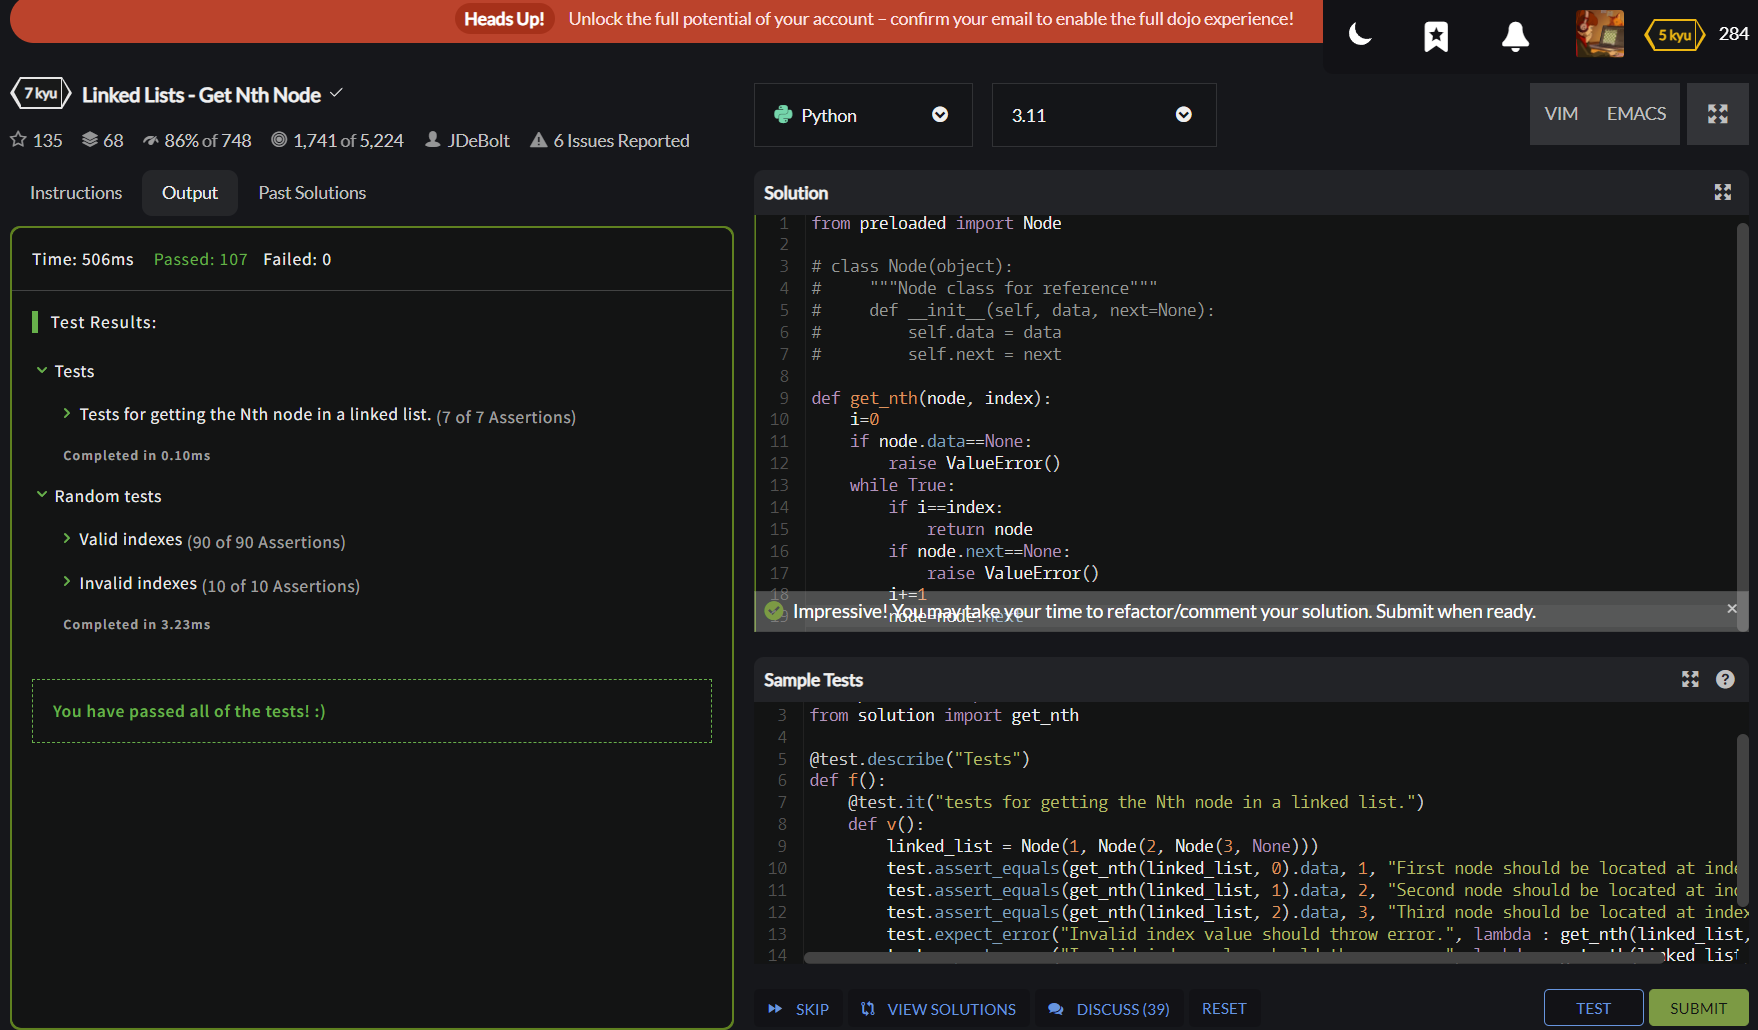 Heads Up! Unlock the full potential of your account – confirm your email to enable the full dojo experience!
5 kyu 284
7 kyu Linked Lists - Get Nth Node
135 68 86% of 748 1,741 of 5,224 JDeBolt 6 Issues Reported
Instructions Output Past Solutions
Time: 506ms Passed: 107 Failed: 0
Test Results:
Tests
Tests for getting the Nth node in a linked list. (7 of 7 Assertions)
Completed in 0.10ms
Random tests
Valid indexes (90 of 90 Assertions)
Invalid indexes (10 of 10 Assertions)
Completed in 3.23ms
You have passed all of the tests! :)
Python 3.11 VIM EMACS
Solution
1 from preloaded import Node
2
3 # class Node(object):
4 #     """Node class for reference"""
5 #     def __init__(self, data, next=None):
6 #         self.data = data
7 #         self.next = next
8
9 def get_nth(node, index):
10     i=0
11     if node.data==None:
12         raise ValueError()
13     while True:
14         if i==index:
15             return node
16         if node.next==None:
17             raise ValueError()
18         i+=1
19         node=node.next
Impressive! You may take your time to refactor/comment your solution. Submit when ready.
Sample Tests
3 from solution import get_nth
4
5 @test.describe("Tests")
6 def f():
7     @test.it("tests for getting the Nth node in a linked list.")
8     def v():
9         linked_list = Node(1, Node(2, Node(3, None)))
10         test.assert_equals(get_nth(linked_list, 0).data, 1, "First node should be located at inde
11         test.assert_equals(get_nth(linked_list, 1).data, 2, "Second node should be located at ind
12         test.assert_equals(get_nth(linked_list, 2).data, 3, "Third node should be located at index
13         test.expect_error("Invalid index value should throw error.", lambda : get_nth(linked_list,
14
SKIP VIEW SOLUTIONS DISCUSS (39) RESET TEST SUBMIT